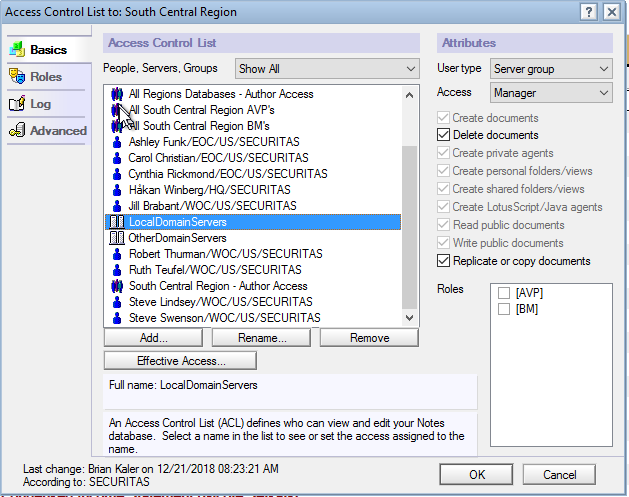 Access Control List to: South Central Region
Basics
Roles
Log
Advanced
Access Control List
People, Servers, Groups
Show All
All Regions Databases - Author Access
All South Central Region AVP's
All South Central Region BM's
Ashley Funk/EOC/US/SECURITAS
Carol Christian/EOC/US/SECURITAS
Cynthia Rickmond/EOC/US/SECURITAS
Håkan Winberg/HQ/SECURITAS
Jill Brabant/WOC/US/SECURITAS
LocalDomainServers
OtherDomainServers
Robert Thurman/WOC/US/SECURITAS
Ruth Teufel/WOC/US/SECURITAS
South Central Region - Author Access
Steve Lindsey/WOC/US/SECURITAS
Steve Swenson/WOC/US/SECURITAS
Add...
Rename...
Remove
Effective Access...
Full name: LocalDomainServers
An Access Control List (ACL) defines who can view and edit your Notes
database. Select a name in the list to see or set the access assigned to the
name.
Attributes
User type
Server group
Access
Manager
Create documents
Delete documents
Create private agents
Create personal folders/views
Create shared folders/views
Create LotusScript/Java agents
Read public documents
Write public documents
Replicate or copy documents
Roles
[AVP]
[BM]
Last change: Brian Kaler on 12/21/2018 08:23:21 AM
According to: SECURITAS
OK
Cancel